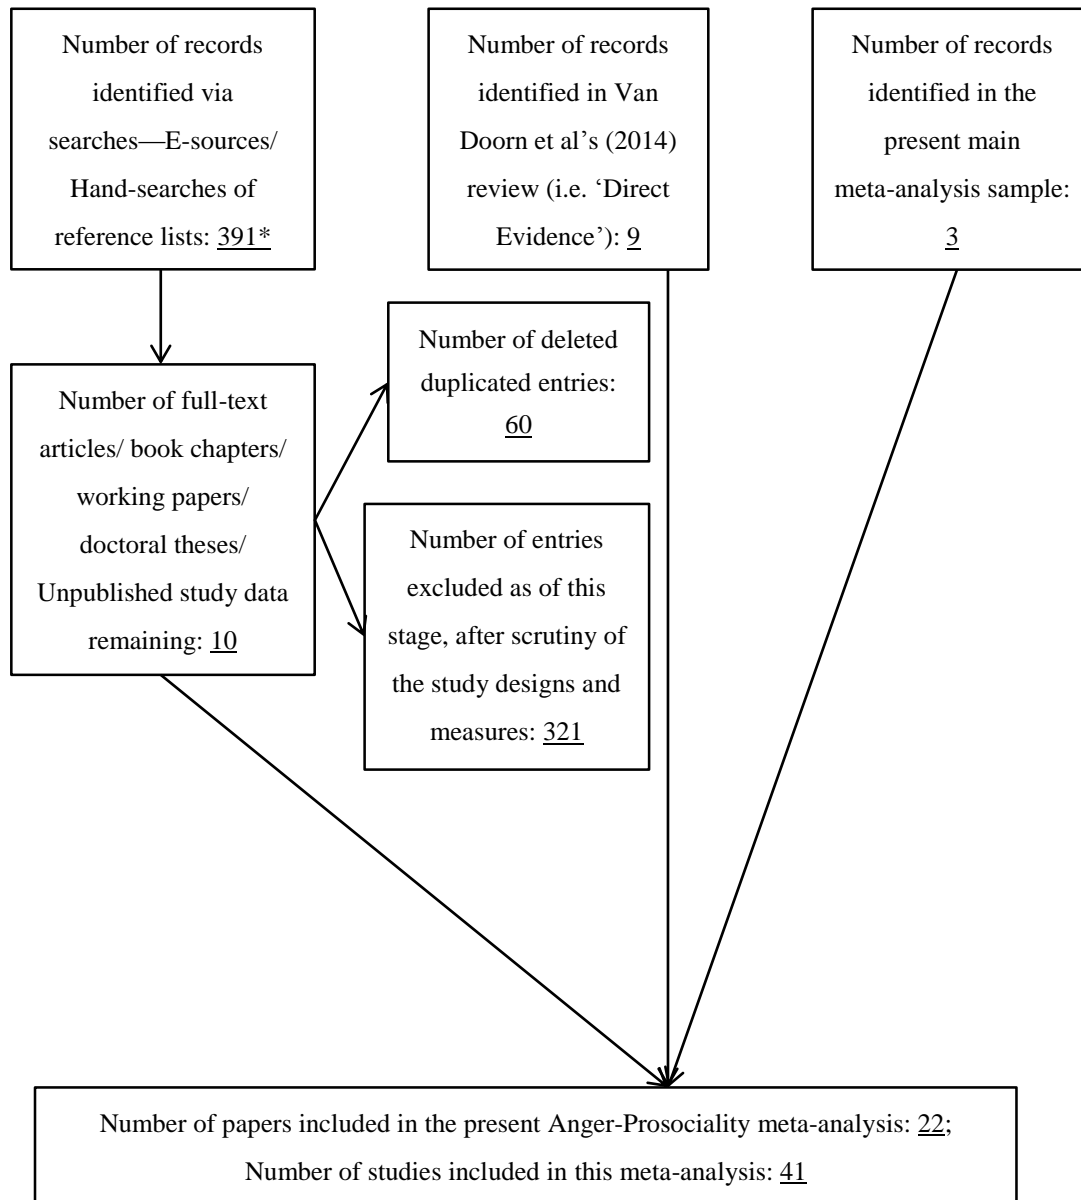 Number of records
identified via
searches—E-sources/
Hand-searches of
reference lists: 391*
Number of records
identified in Van
Doorn et al’s (2014)
review (i.e. ‘Direct
Evidence’): 9
Number of records
identified in the
present main
meta-analysis sample:
3
Number of deleted
duplicated entries:
60
Number of full-text
articles/ book chapters/
working papers/
doctoral theses/
Unpublished study data
remaining: 10
Number of entries
excluded as of this
stage, after scrutiny of
the study designs and
measures: 321
Number of papers included in the present Anger-Prosociality meta-analysis: 22;
Number of studies included in this meta-analysis: 41